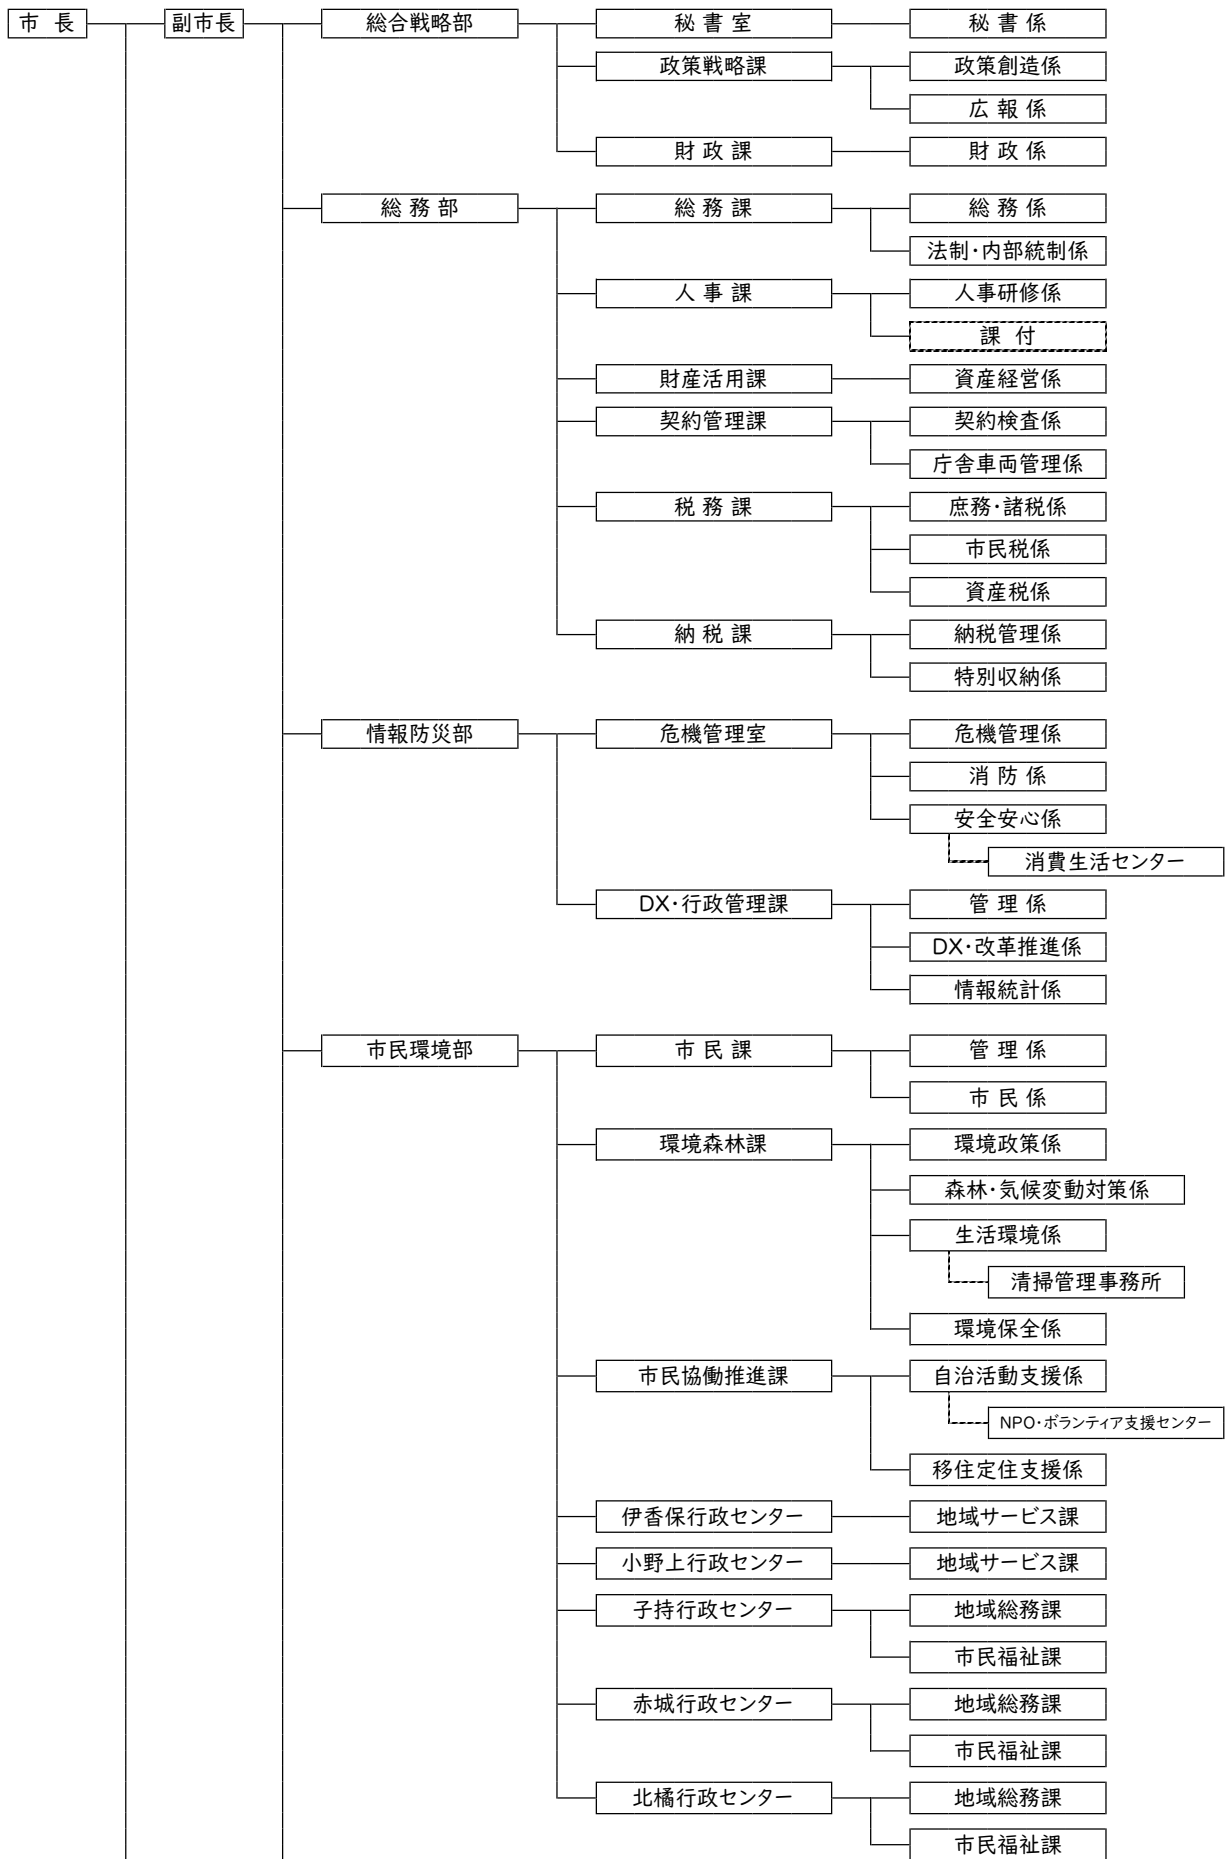 市 長 副市長 総合戦略部 秘 書 室 秘 書 係
政策戦略課 政策創造係
広 報 係
財 政 課 財 政 係
総 務 部 総 務 課 総 務 係
法制・内部統制係
人 事 課 人事研修係
課 付
財産活用課 資産経営係
契約管理課 契約検査係
庁舎車両管理係
税 務 課 庶務・諸税係
市民税係
資産税係
納 税 課 納税管理係
特別収納係
情報防災部 危機管理室 危機管理係
消 防 係
安全安心係
消費生活センター
DX・行政管理課 管 理 係
DX・改革推進係
情報統計係
市民環境部 市 民 課 管 理 係
市 民 係
環境森林課 環境政策係
森林・気候変動対策係
生活環境係
清掃管理事務所
環境保全係
市民協働推進課 自治活動支援係
NPO・ボランティア支援センター
移住定住支援係
伊香保行政センター 地域サービス課
小野上行政センター 地域サービス課
子持行政センター 地域総務課
市民福祉課
赤城行政センター 地域総務課
市民福祉課
北橘行政センター 地域総務課
市民福祉課